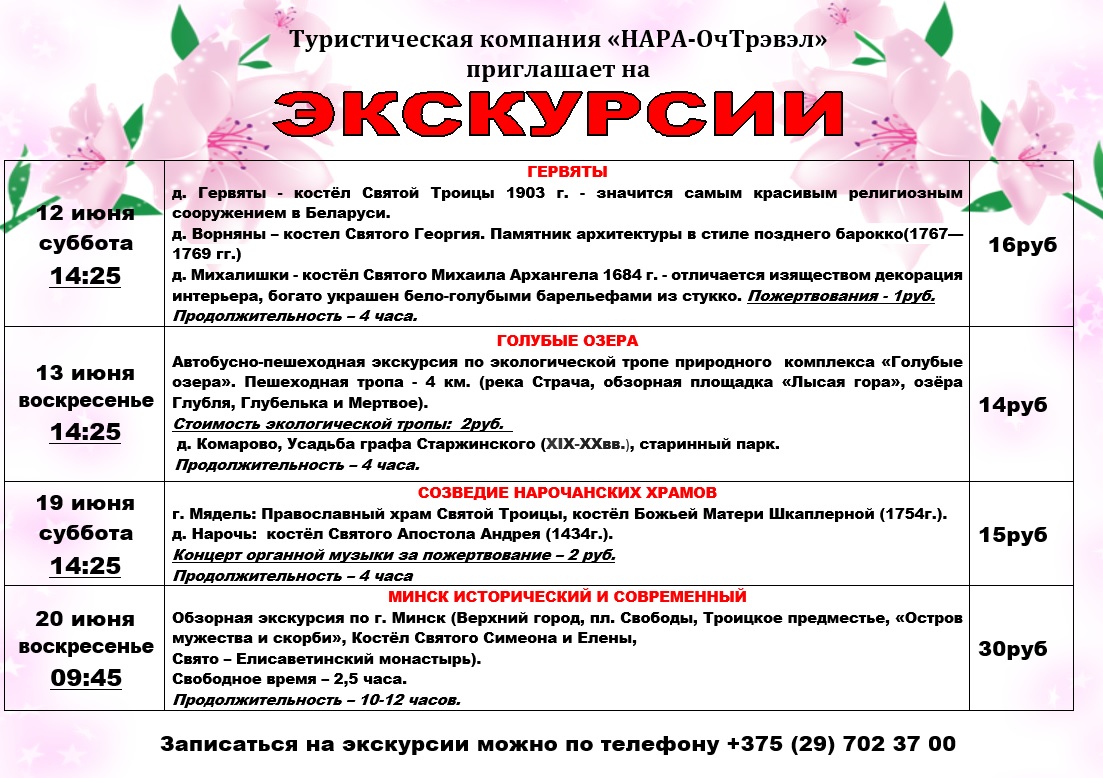 Туристическая компания «НАРА-ОчТрэвэл»
приглашает на
ЭКСКУРСИИ
12 июня
суббота
14:25
ГЕРВЯТЫ
д. Гервяты - костёл Святой Троицы 1903 г. - значится самым красивым религиозным
сооружением в Беларуси.
д. Ворняны – костел Святого Георгия. Памятник архитектуры в стиле позднего барокко(1767—
1769 гг.)
д. Михалишки - костёл Святого Михаила Архангела 1684 г. - отличается изяществом декорация
интерьера, богато украшен бело-голубыми барельефами из стукко. Пожертвования - 1руб.
Продолжительность – 4 часа.
16руб
13 июня
воскресенье
14:25
ГОЛУБЫЕ ОЗЕРА
Автобусно-пешеходная экскурсия по экологической тропе природного комплекса «Голубые
озера». Пешеходная тропа - 4 км. (река Страча, обзорная площадка «Лысая гора», озёра
Глубля, Глубелька и Мертвое).
Стоимость экологической тропы: 2руб.
д. Комарово, Усадьба графа Старжинского (XIX-XXвв.), старинный парк.
Продолжительность – 4 часа.
14руб
19 июня
суббота
14:25
СОЗВЕДИЕ НАРОЧАНСКИХ ХРАМОВ
г. Мядель: Православный храм Святой Троицы, костёл Божьей Матери Шкаплерной (1754г.).
д. Нарочь: костёл Святого Апостола Андрея (1434г.).
Концерт органной музыки за пожертвование – 2 руб.
Продолжительность – 4 часа
15руб
20 июня
воскресенье
09:45
МИНСК ИСТОРИЧЕСКИЙ И СОВРЕМЕННЫЙ
Обзорная экскурсия по г. Минск (Верхний город, пл. Свободы, Троицкое предместье, «Остров
мужества и скорби», Костёл Святого Симеона и Елены,
Свято – Елисаветинский монастырь).
Свободное время – 2,5 часа.
Продолжительность – 10-12 часов.
30руб
Записаться на экскурсии можно по телефону +375 (29) 702 37 00